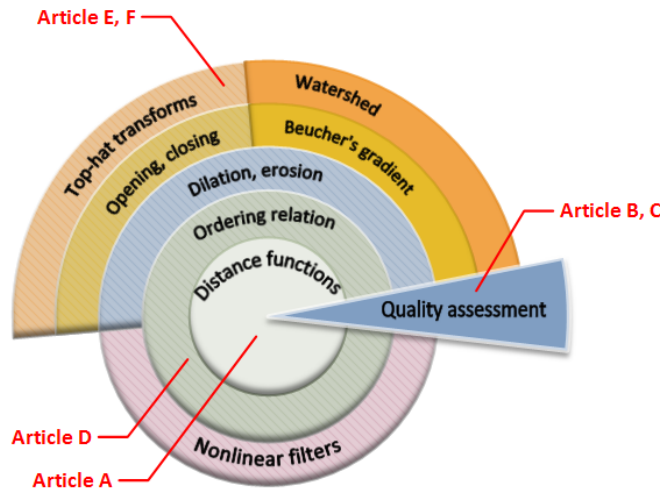 Article E, F
Watershed
Top-hat transforms
Beucher's gradient
Opening, closing
Dilation, erosion
Article B, C
Ordering relation
Distance functions
Quality assessment
Article D
Nonlinear filters
Article A